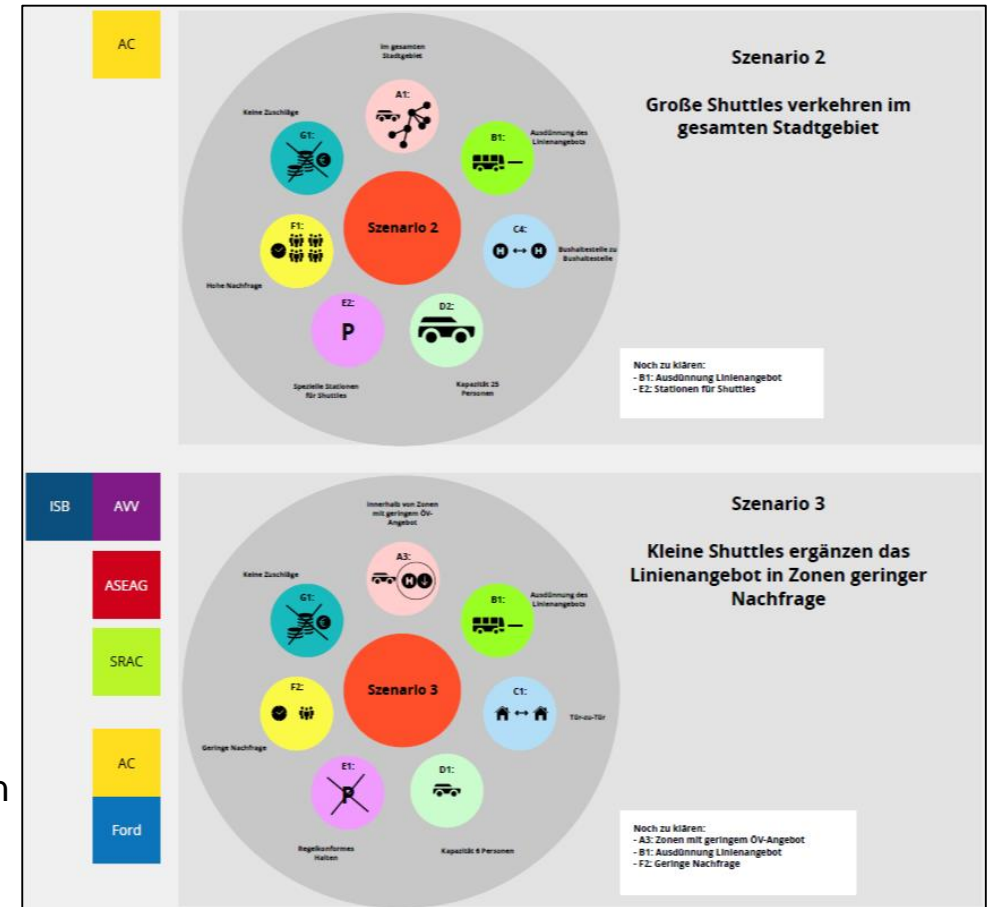 AC
Szenario 2
Große Shuttles verkehren im
gesamten Stadtgebiet
Im gesamten
Stadtgebiet
A1:
Keine Zuschläge
G1:
€
Ausdünnung des
Linienangebots
B1:
Szenario 2
F1:
Hohe Nachfrage
C4:
H ↔ H
Bushaltestelle zu
Bushaltestelle
E2:
P
Spezielle Stationen
für Shuttles
D2:
Kapazität 25
Personen
Noch zu klären:
- B1: Ausdünnung Linienangebot
- E2: Stationen für Shuttles
ISB
AVV
ASEAG
SRAC
AC
Ford
n
Szenario 3
Kleine Shuttles ergänzen das
Linienangebot in Zonen geringer
Nachfrage
Innerhalb von Zonen
mit geringem ÖV-
Angebot
A3:
H
Keine Zuschläge
G1:
€
Ausdünnung des
Linienangebots
B1:
Szenario 3
F2:
Geringe Nachfrage
C1:
Tür-zu-Tür
E1:
P
Regelkonformes
Halten
D1:
Kapazität 6 Personen
Noch zu klären:
- A3: Zonen mit geringem ÖV-Angebot
- B1: Ausdünnung Linienangebot
- F2: Geringe Nachfrage